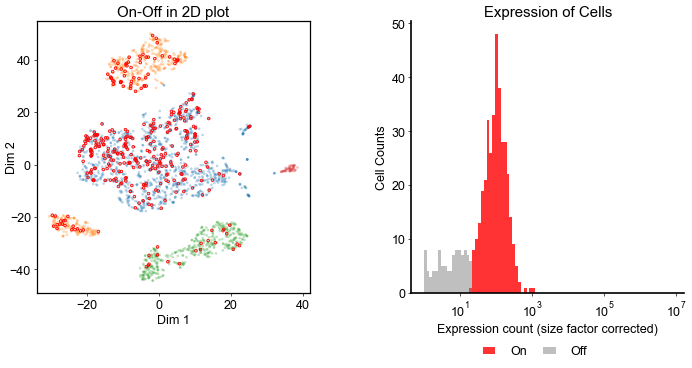 On-Off in 2D plot
Dim 2
40
20
0
−20
−40
−20
0
20
40
Dim 1
Expression of Cells
Cell Counts
50
40
30
20
10
0
10¹
10³
10⁵
10⁷
Expression count (size factor corrected)
On
Off